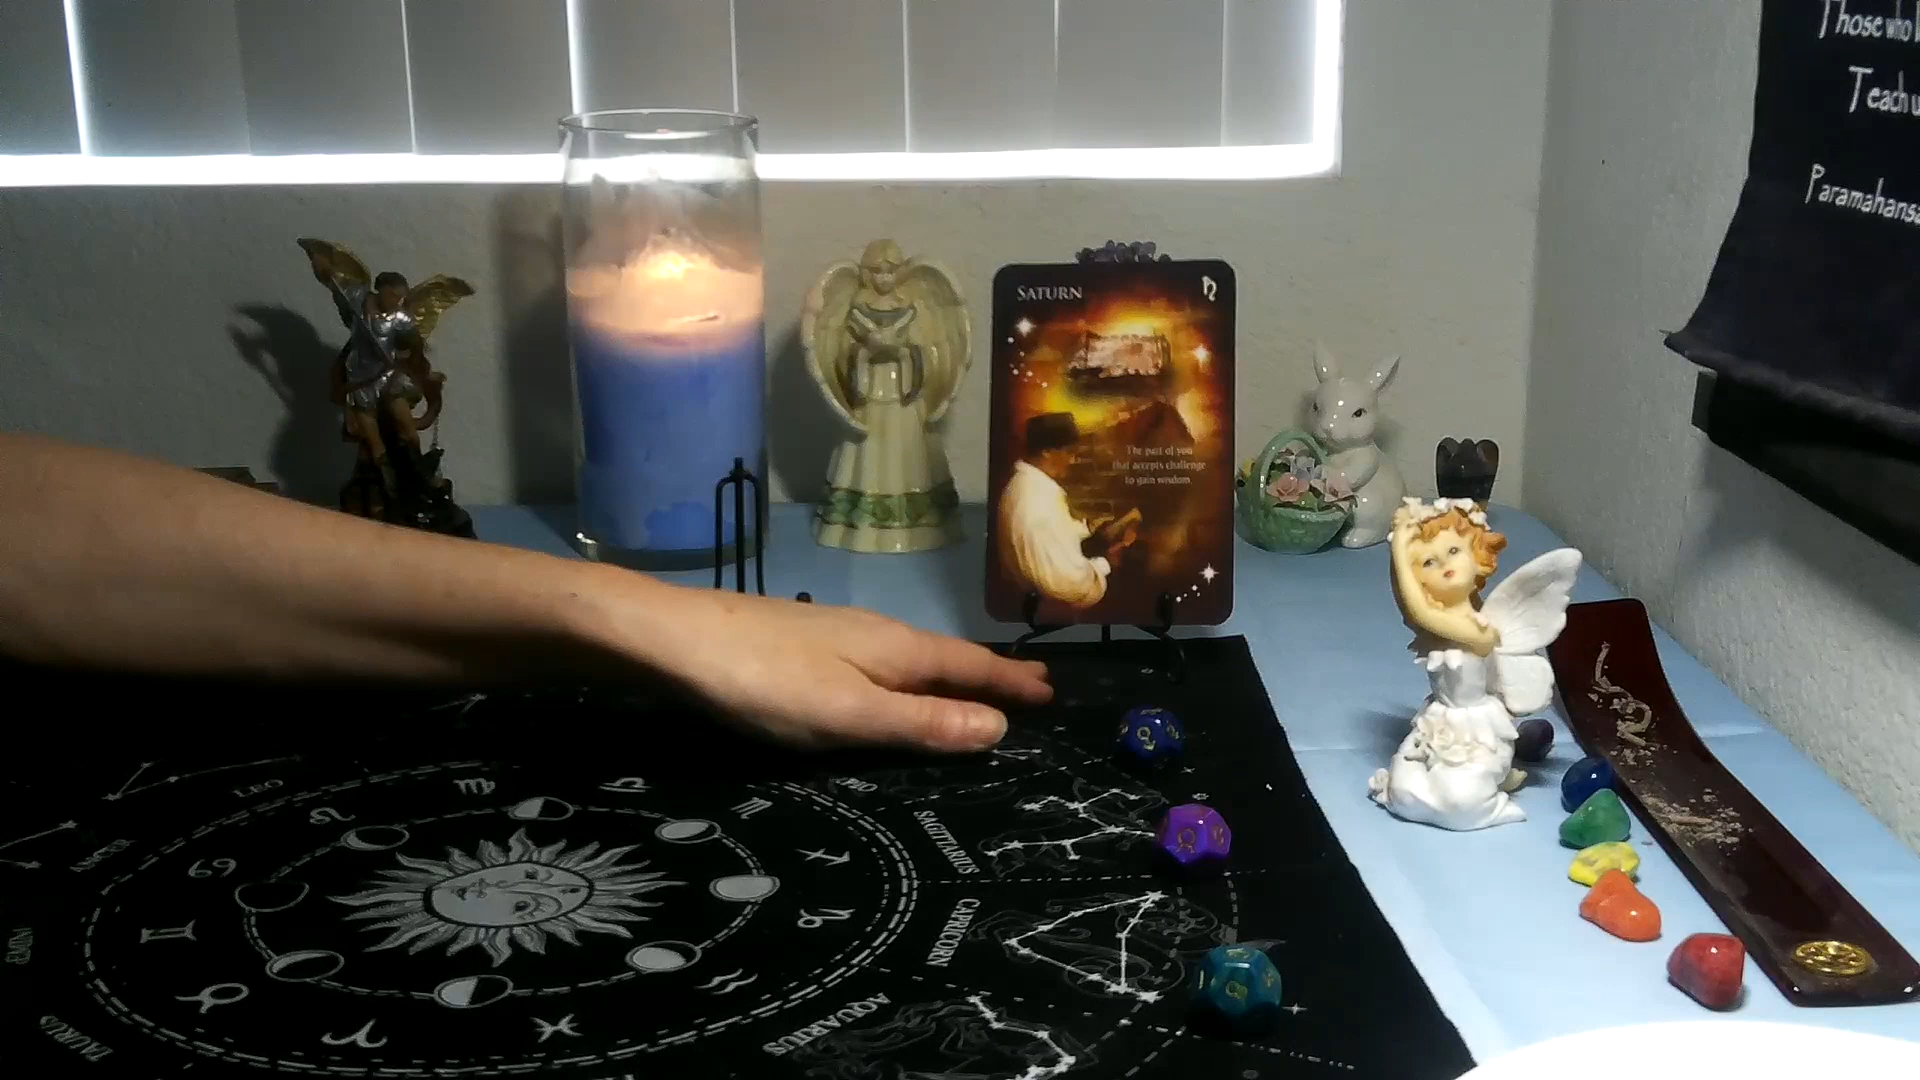 Those who
Teach
Paramahansa
SATURN
The part of you
that accepts challenge
to gain wisdom.
LEO
SAGITTARIUS
CAPRICORN
AQUARIUS
TAURUS